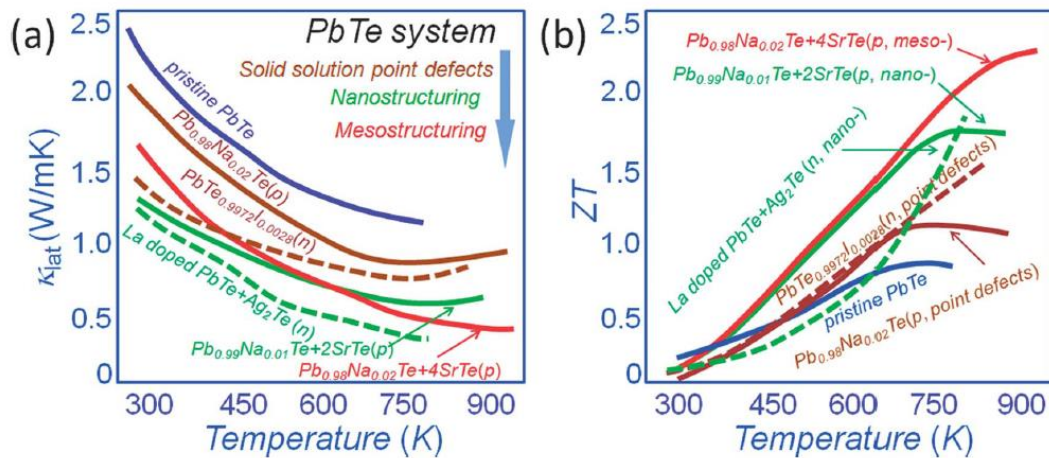 (a)
2.5
2.0
1.5
1.0
0.5
0
κlat(W/mK)
PbTe system
Solid solution point defects
Nanostructuring
Mesostructuring
pristine PbTe
Pb0.98Na0.02Te(p)
PbTe0.9972I0.0028(n)
La doped PbTe+Ag2Te(n)
Pb0.99Na0.01Te+2SrTe(p)
Pb0.98Na0.02Te+4SrTe(p)
300 450 600 750 900
Temperature (K)
(b)
2.5
2.0
1.5
1.0
0.5
0
ZT
Pb0.98Na0.02Te+4SrTe(p, meso-)
Pb0.99Na0.01Te+2SrTe(p, nano-)
La doped PbTe+Ag2Te(n, nano-)
PbTe0.9972I0.0028(n, point defects)
pristine PbTe
Pb0.98Na0.02Te(p, point defects)
300 450 600 750 900
Temperature (K)